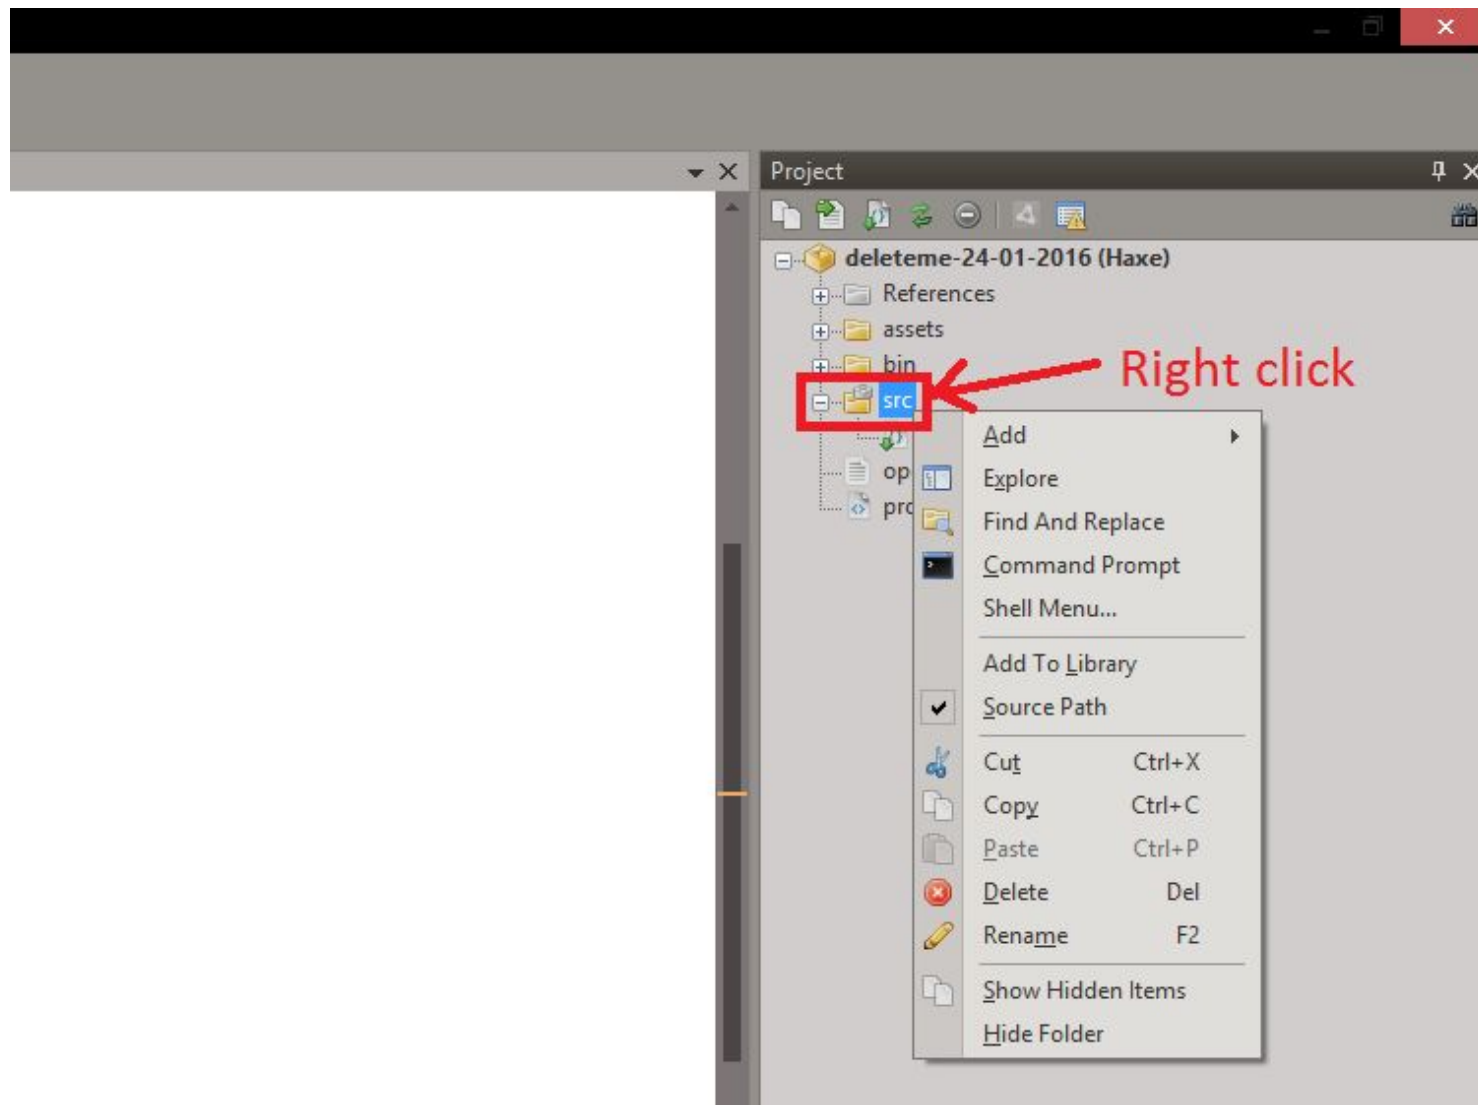 Project
deleteme-24-01-2016 (Haxe)
References
assets
bin
Right click
src
Add
op
Explore
pro
Find And Replace
Command Prompt
Shell Menu...
Add To Library
Source Path
Cut Ctrl+X
Copy Ctrl+C
Paste Ctrl+P
Delete Del
Rename F2
Show Hidden Items
Hide Folder